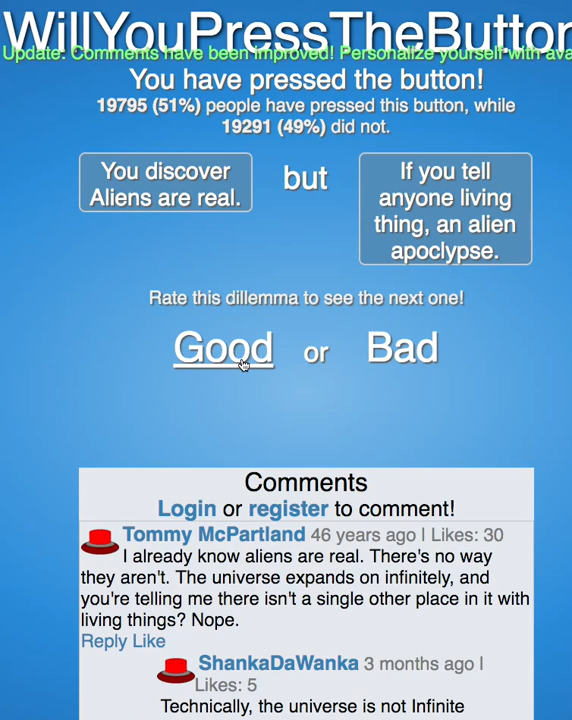 WillYouPressTheButton
Update: Comments have been improved! Personalize yourself with ava
You have pressed the button!
19795 (51%) people have pressed this button, while
19291 (49%) did not.
You discover
Aliens are real.
but
If you tell
anyone living
thing, an alien
apoclypse.
Rate this dillemma to see the next one!
Good or Bad
Comments
Login or register to comment!
Tommy McPartland 46 years ago | Likes: 30
I already know aliens are real. There's no way
they aren't. The universe expands on infinitely, and
you're telling me there isn't a single other place in it with
living things? Nope.
Reply Like
ShankaDaWanka 3 months ago |
Likes: 5
Technically, the universe is not Infinite